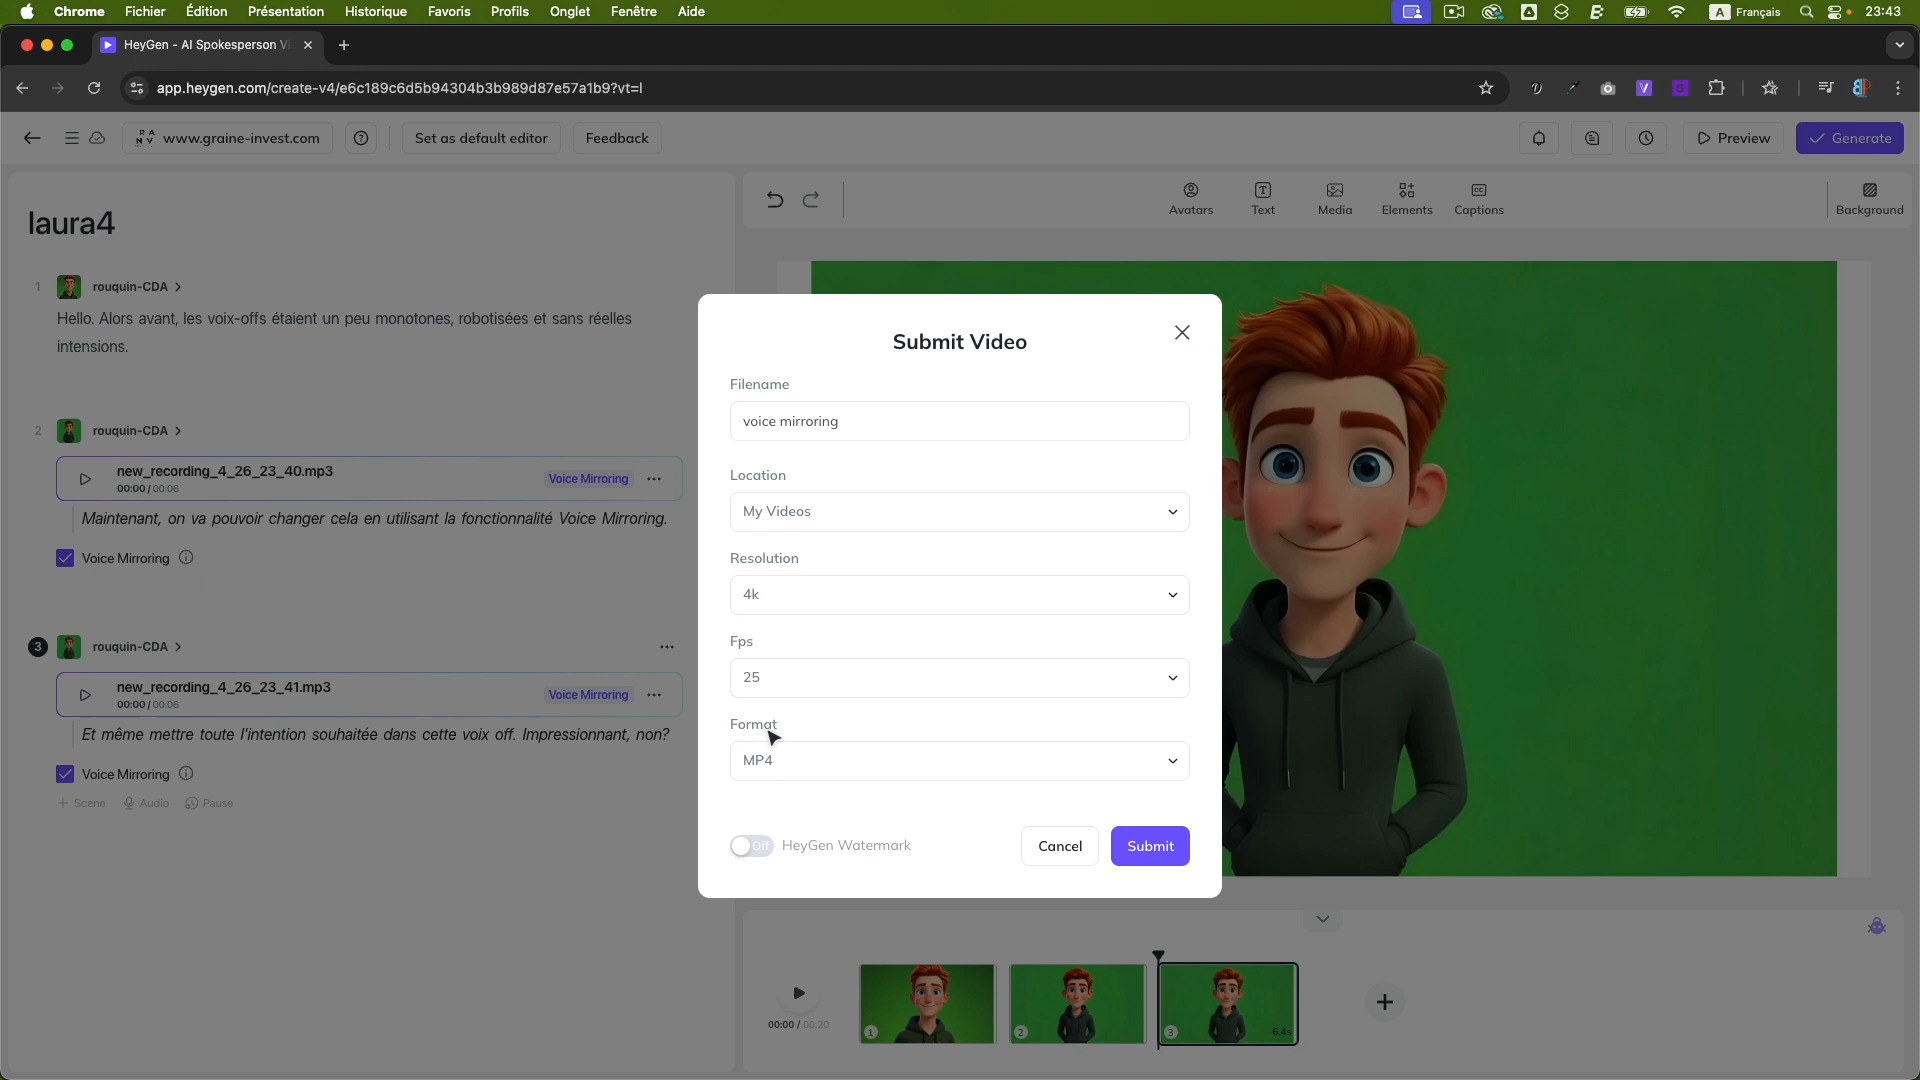 Chrome Fichier Édition Présentation Historique Favoris Profils Onglet Fenêtre Aide A Français 23:43
HeyGen - AI Spokesperson Vi
app.heygen.com/create-v4/e6c189c6d5b94304b3b989d87e57a1b9?vt=l
www.graine-invest.com Set as default editor Feedback Preview Generate
laura4
Avatars Text Media Elements Captions Background
1 rouquin-CDA
Hello. Alors avant, les voix-offs étaient un peu monotones, robotisées et sans réelles
intensions.
2 rouquin-CDA
new_recording_4_26_23_40.mp3
00:00 / 00:06
Voice Mirroring
Maintenant, on va pouvoir changer cela en utilisant la fonctionnalité Voice Mirroring.
Voice Mirroring
3 rouquin-CDA
new_recording_4_26_23_41.mp3
00:00 / 00:06
Voice Mirroring
Et même mettre toute l'intention souhaitée dans cette voix off. Impressionnant, non?
Voice Mirroring
Scene Audio Pause
Submit Video
Filename
voice mirroring
Location
My Videos
Resolution
4k
Fps
25
Format
MP4
Off HeyGen Watermark Cancel Submit
00:00 / 00:20
1 2 3 6.4s